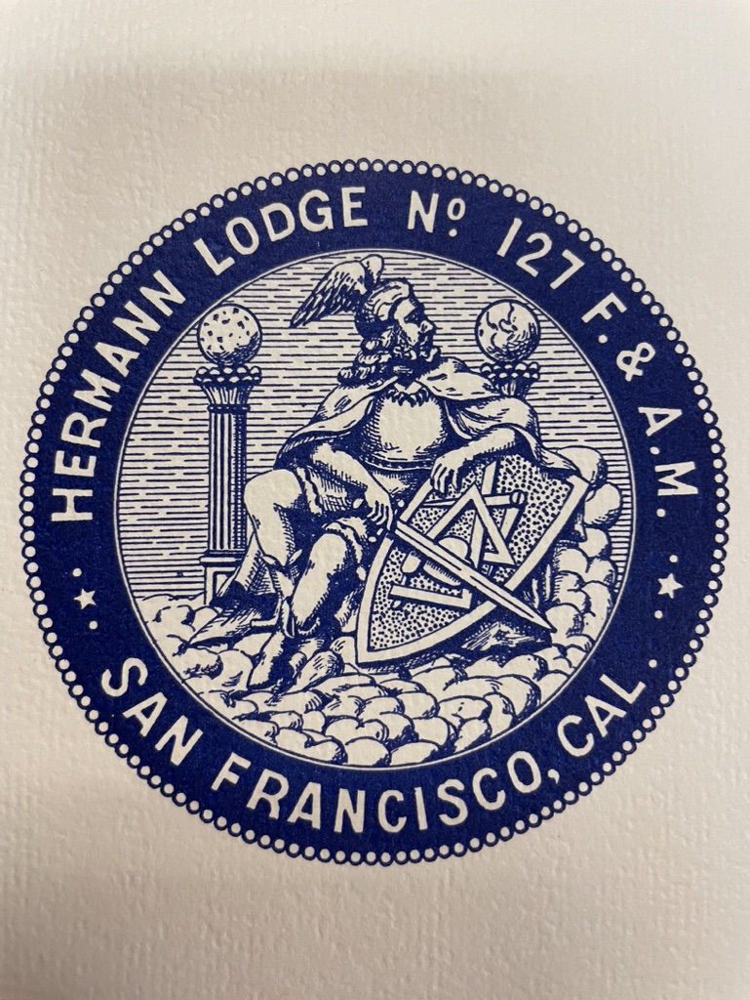 HERMANN LODGE Nº 127 F. & A.M.
SAN FRANCISCO, CAL.